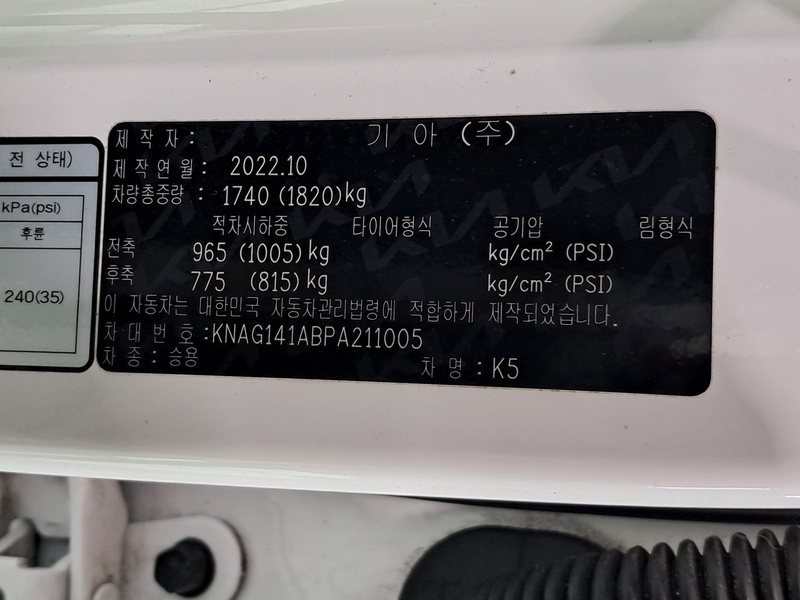 전 상태)
kPa(psi)
후륜
240(35)
제 작 자 : 기 아 (주)
제 작 연 월 : 2022.10
차량총중량 : 1740 (1820)kg
적차시하중 타이어형식 공기압 림형식
전축 965 (1005) kg kg/cm² (PSI)
후축 775 (815) kg kg/cm² (PSI)
이 자동차는 대한민국 자동차관리법령에 적합하게 제작되었습니다.
차 대 번 호 :KNAG141ABPA211005
차 종 : 승용 차 명 : K5